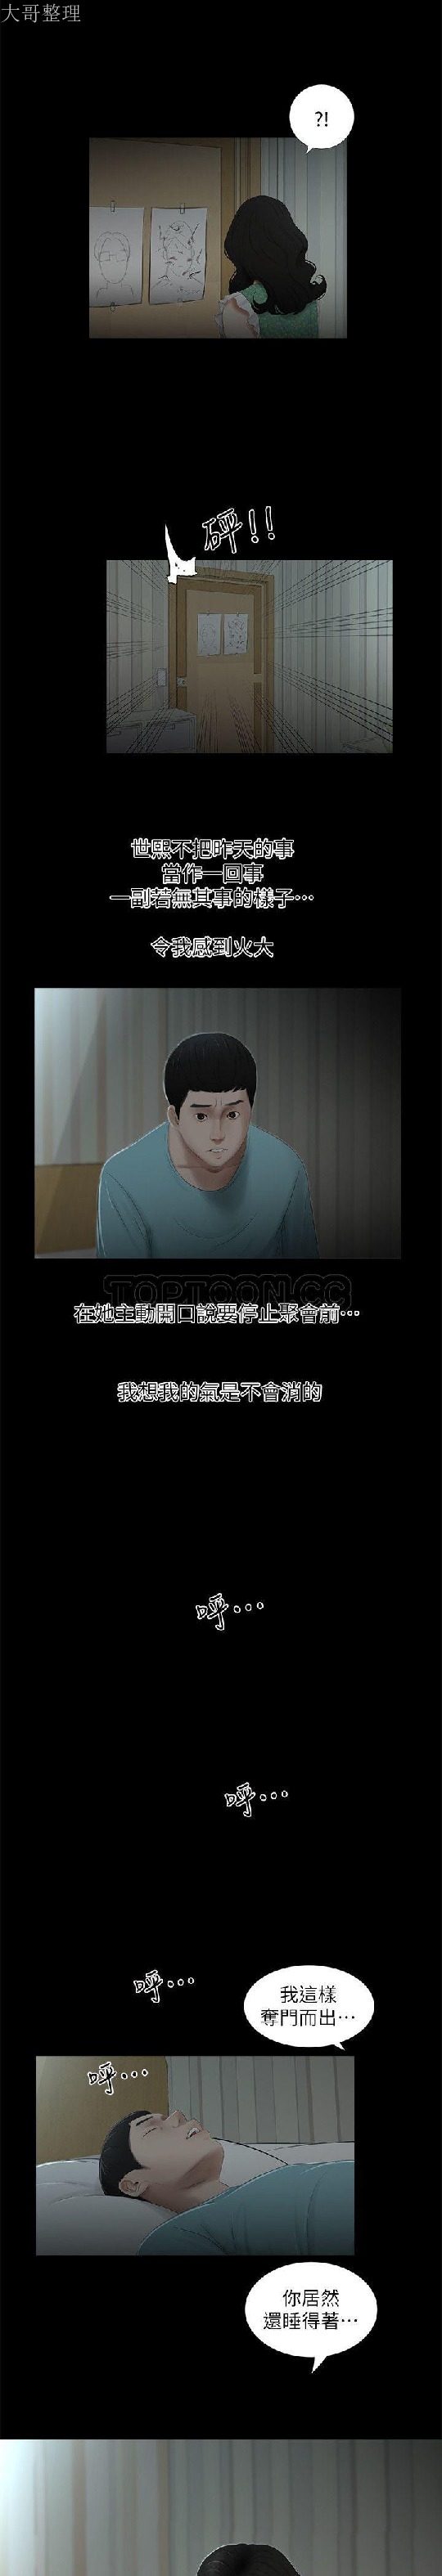 大哥整理
?!
砰!!
世熙不把昨天的事
當作一回事
一副若無其事的樣子…
令我感到火大
TOPTOON.CC
在她主動開口說要停止聚會前…
我想我的氣是不會消的
呼…
呼…
呼…
我這樣
奪門而出…
呼…
你居然
還睡得著…